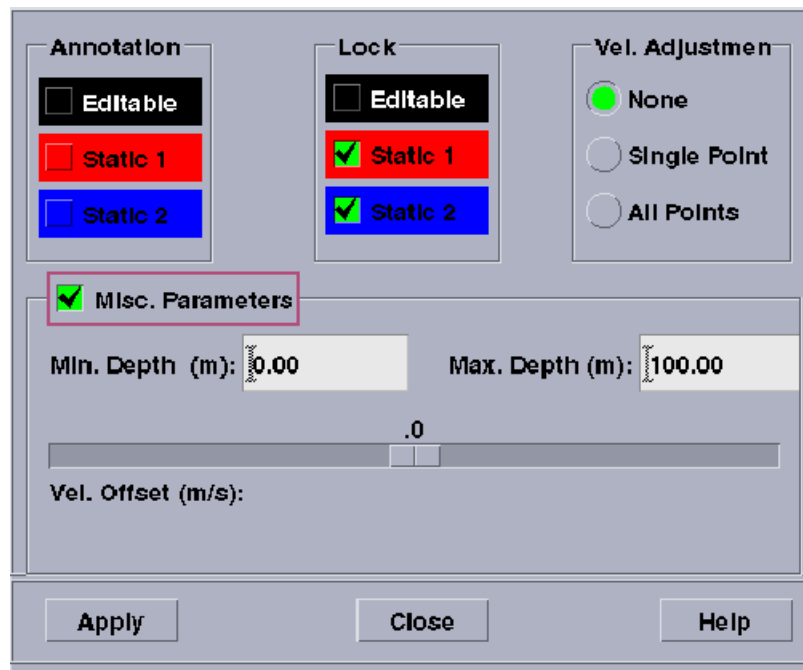 Annotation Lock Vel. Adjustmen
Editable Editable None
Static 1 Static 1 Single Point
Static 2 Static 2 All Points
Misc. Parameters
Min. Depth (m): 0.00 Max. Depth (m): 100.00
.0
Vel. Offset (m/s):
Apply Close Help